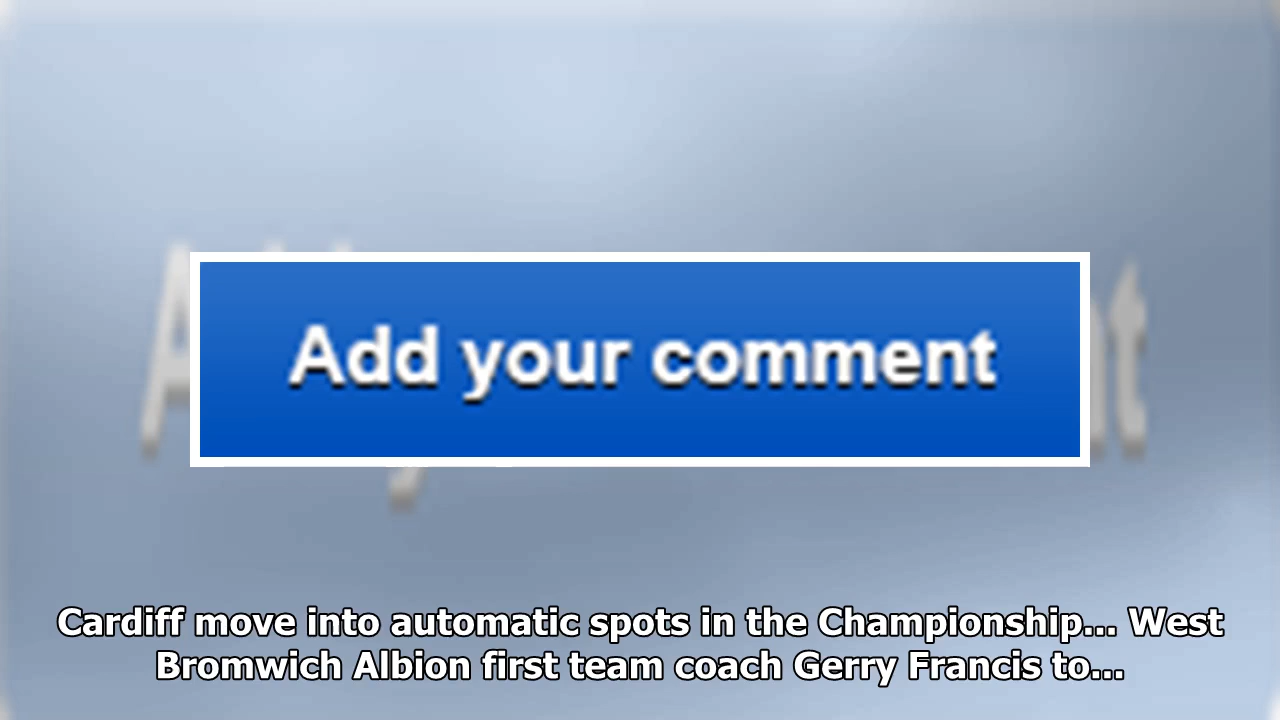 Add your comment
Cardiff move into automatic spots in the Championship... West
Bromwich Albion first team coach Gerry Francis to...